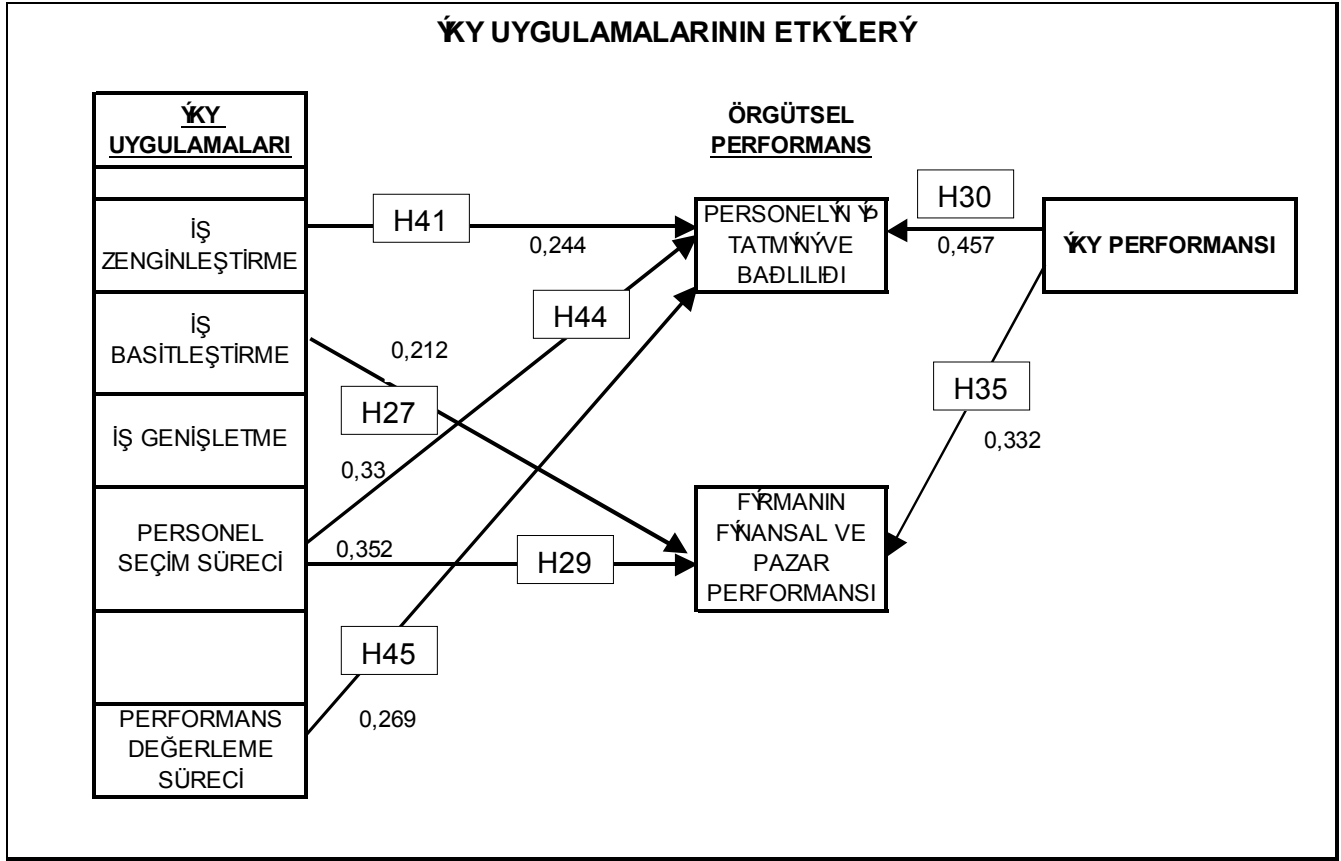 ÝKY UYGULAMALARININ ETKÝLERÝ
ÝKY
UYGULAMALARI
İŞ
ZENGİNLEŞTİRME
İŞ
BASİTLEŞTİRME
İŞ GENİŞLETME
PERSONEL
SEÇİM SÜRECİ
PERFORMANS
DEĞERLEME
SÜRECİ
H41
0,244
H44
0,212
H27
0,33
0,352
H29
H45
0,269
ÖRGÜTSEL
PERFORMANS
PERSONELÝN ÝÞ
TATMÝNÝ VE
BAÐLILIÐI
FÝRMANIN
FÝNANSAL VE
PAZAR
PERFORMANSI
H30
0,457
H35
0,332
ÝKY PERFORMANSI